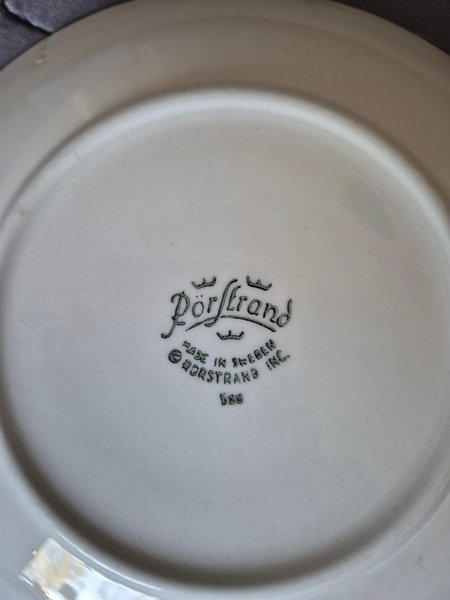 Rörstrand
MADE IN SWEDEN
© RORSTRAND INC.